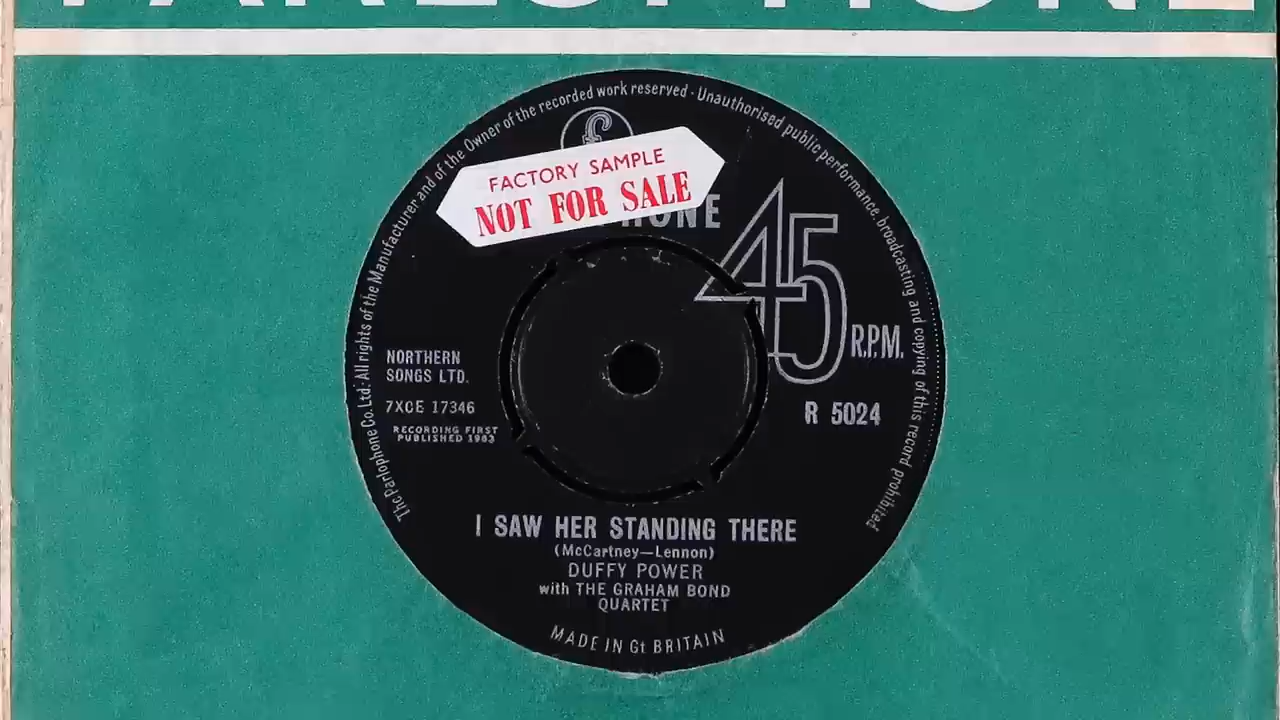 PARLOPHONE
The Parlophone Co. Ltd. All rights of the Manufacturer and of the Owner of the recorded work reserved · Unauthorised public performance, broadcasting and copying of this record prohibited
£
FACTORY SAMPLE
NOT FOR SALE
HONE
45
R.P.M.
NORTHERN
SONGS LTD.
7XCE 17346
RECORDING FIRST
PUBLISHED 1963
R 5024
I SAW HER STANDING THERE
(McCartney—Lennon)
DUFFY POWER
with THE GRAHAM BOND
QUARTET
MADE IN Gt BRITAIN